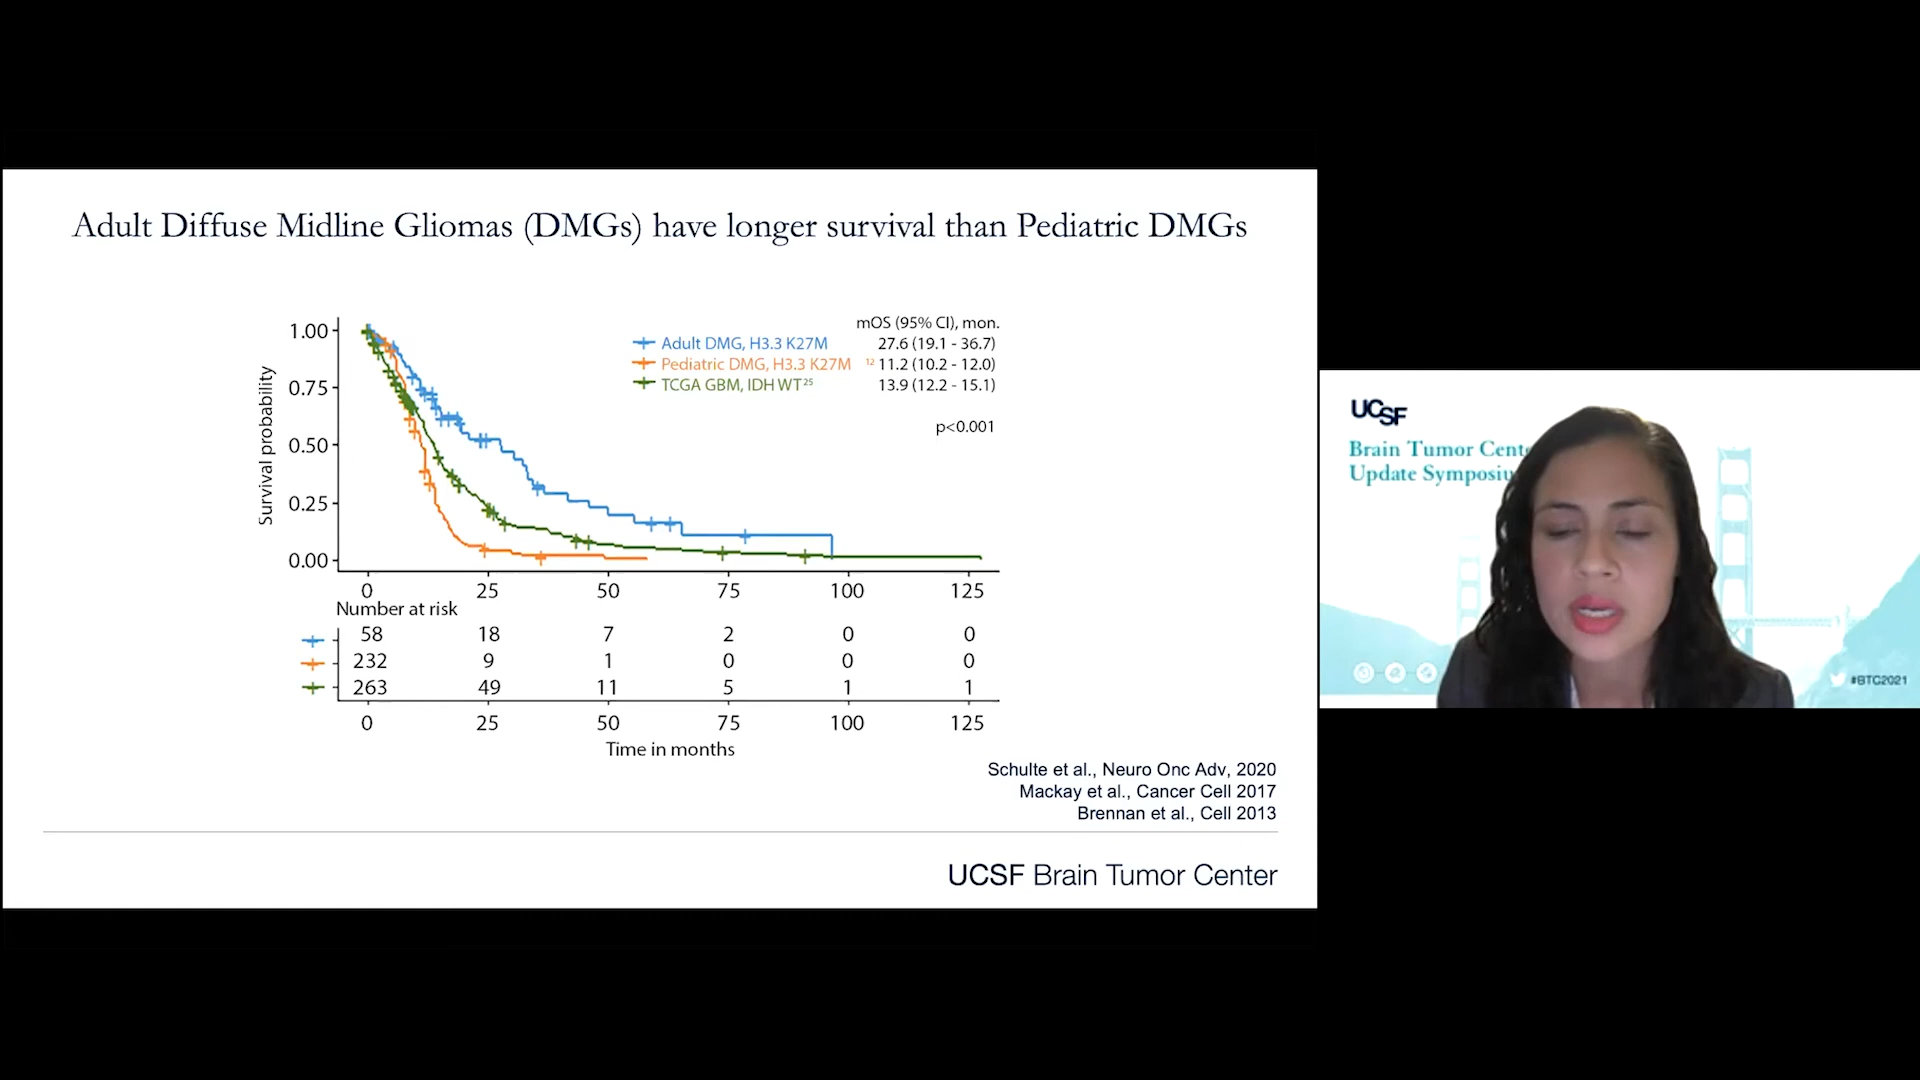 Adult Diffuse Midline Gliomas (DMGs) have longer survival than Pediatric DMGs
mOS (95% CI), mon.
Adult DMG, H3.3 K27M 27.6 (19.1 - 36.7)
Pediatric DMG, H3.3 K27M 12 11.2 (10.2 - 12.0)
TCGA GBM, IDH WT25 13.9 (12.2 - 15.1)
p<0.001
Survival probability
1.00
0.75
0.50
0.25
0.00
0 25 50 75 100 125
Number at risk
58 18 7 2 0 0
232 9 1 0 0 0
263 49 11 5 1 1
0 25 50 75 100 125
Time in months
Schulte et al., Neuro Onc Adv, 2020
Mackay et al., Cancer Cell 2017
Brennan et al., Cell 2013
UCSF Brain Tumor Center
UCSF
Brain Tumor Cent
Update Symposiu
#BTC2021